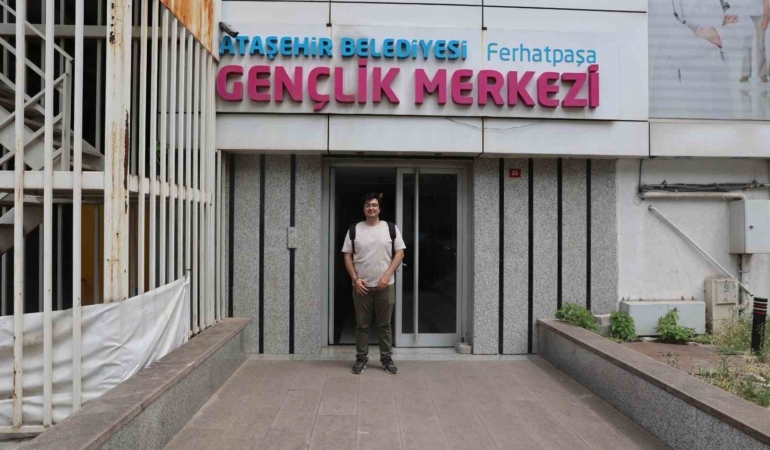 ATAŞEHİR BELEDİYESİ Ferhatpaşa
GENÇLİK MERKEZİ